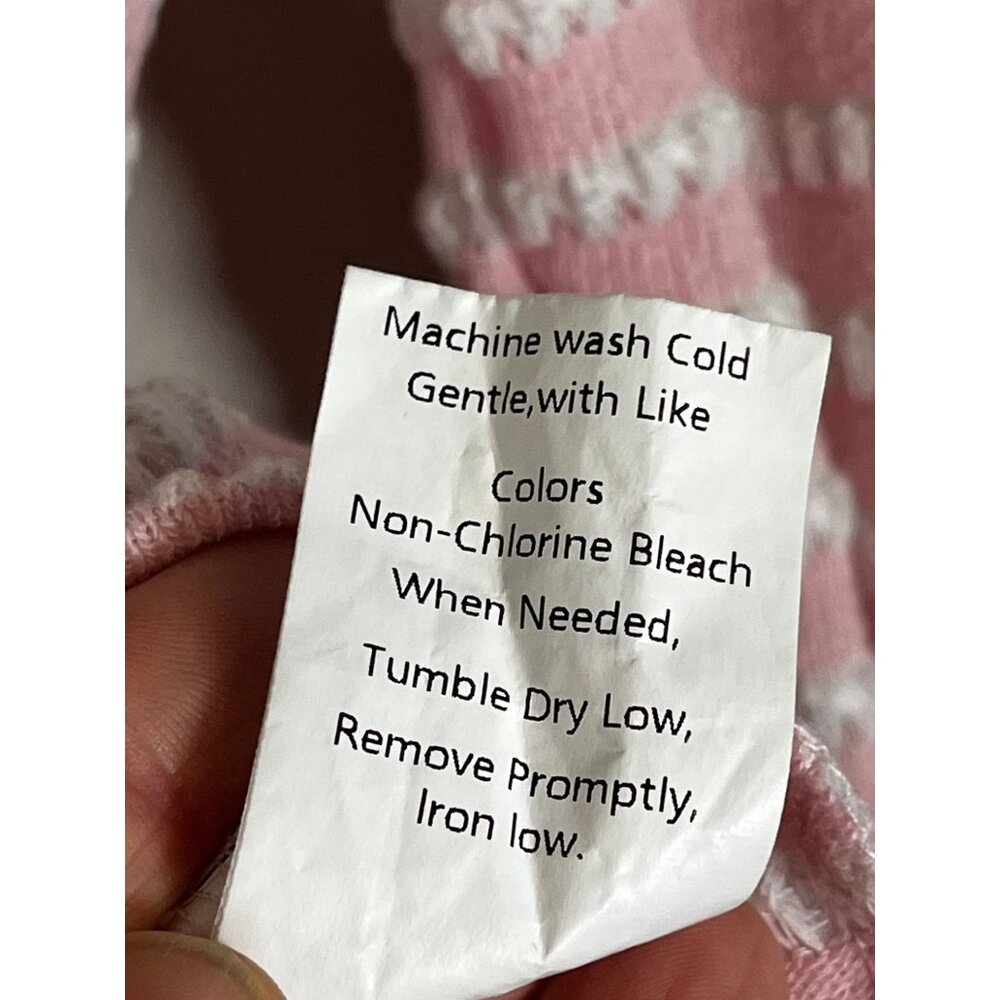 Machine wash Cold
Gentle,with Like
Colors
Non-Chlorine Bleach
When Needed,
Tumble Dry Low,
Remove Promptly,
Iron low.